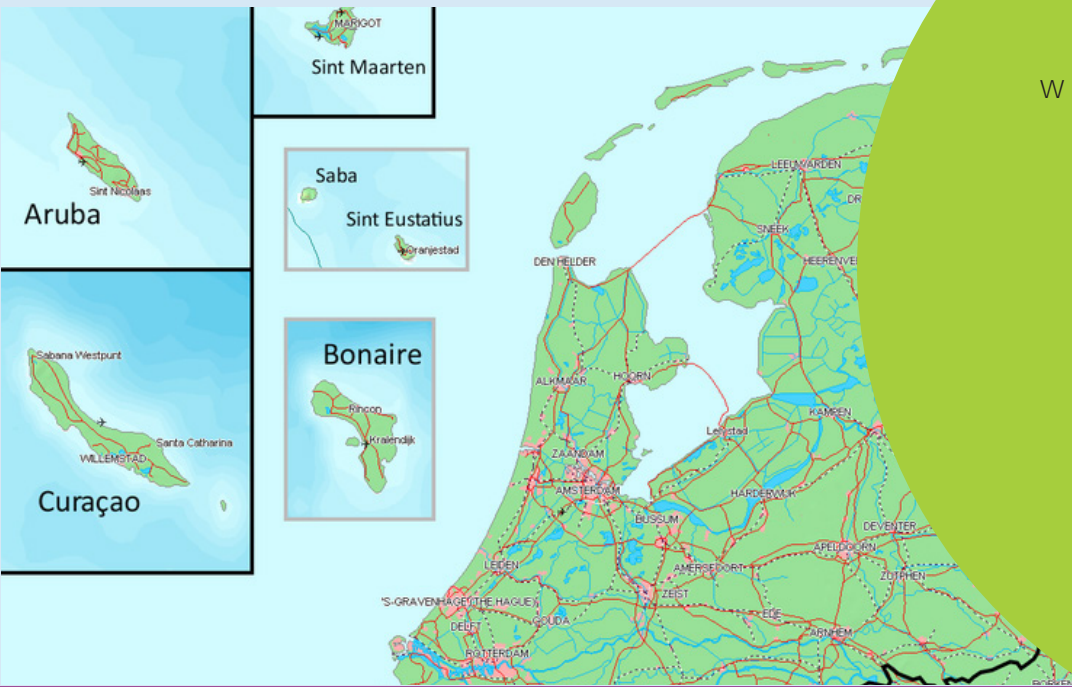 MARIGOT
Sint Maarten
W
Sint Nicolaas
Aruba
Saba
Sint Eustatius
Oranjestad
LEEUWARDEN
DR
SNEEK
DEN HELDER
HEERENVE
Sabana Westpunt
Santa Catharina
WILLEMSTAD
Curaçao
Bonaire
Rincon
Kralendijk
ALKMAAR
HOORN
KAMPEN
Lelystad
ZAANDAM
AMSTERDAM
HARDERWIJK
BUSSUM
DEVENTER
APELDOORN
LEIDEN
AMERSFOORT
ZUTPHEN
ZEIST
'S-GRAVENHAGE (THE HAGUE)
GOUDA
EDE
DELFT
ARNHEM
ROTTERDAM